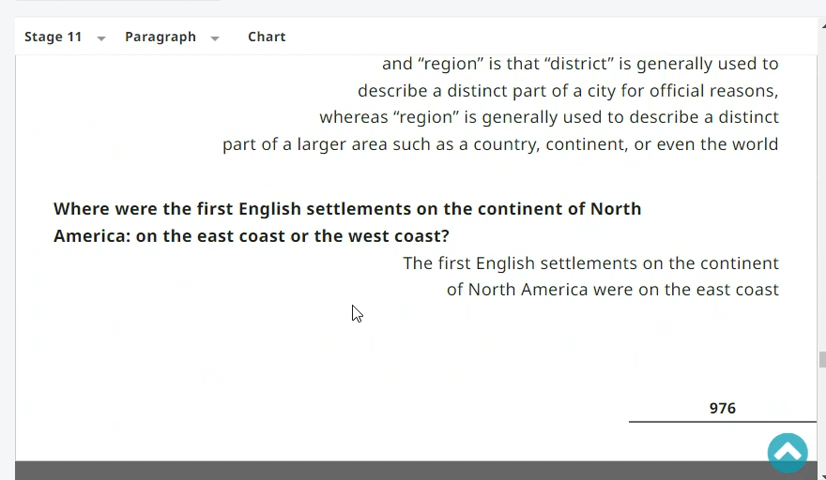 Stage 11 Paragraph Chart
and “region” is that “district” is generally used to
describe a distinct part of a city for official reasons,
whereas “region” is generally used to describe a distinct
part of a larger area such as a country, continent, or even the world
Where were the first English settlements on the continent of North
America: on the east coast or the west coast?
The first English settlements on the continent
of North America were on the east coast
976